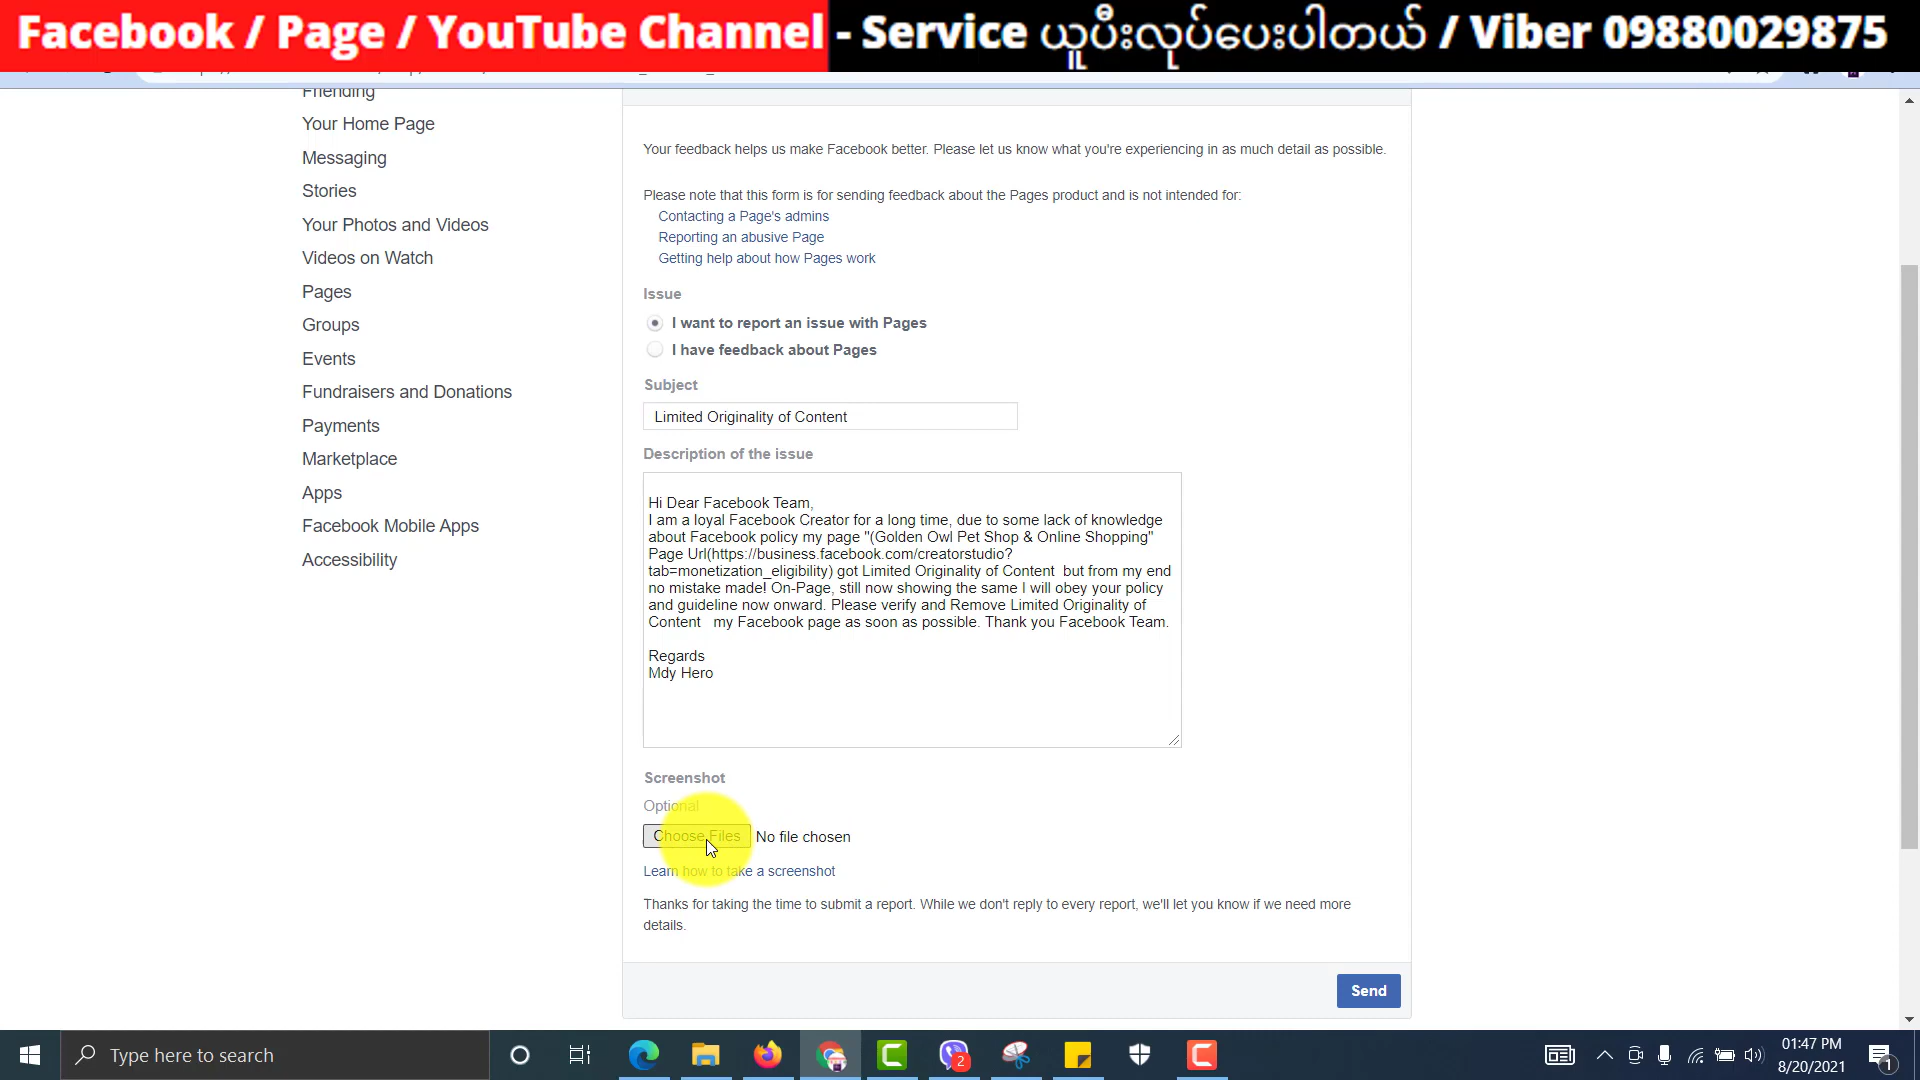 Facebook / Page / YouTube Channel - Service ယူပီးလုပ်ပေးပါတယ် / Viber 09880029875
Friending
Your Home Page
Messaging
Stories
Your Photos and Videos
Videos on Watch
Pages
Groups
Events
Fundraisers and Donations
Payments
Marketplace
Apps
Facebook Mobile Apps
Accessibility
Your feedback helps us make Facebook better. Please let us know what you're experiencing in as much detail as possible.
Please note that this form is for sending feedback about the Pages product and is not intended for:
Contacting a Page's admins
Reporting an abusive Page
Getting help about how Pages work
Issue
I want to report an issue with Pages
I have feedback about Pages
Subject
Limited Originality of Content
Description of the issue
Hi Dear Facebook Team,
I am a loyal Facebook Creator for a long time, due to some lack of knowledge
about Facebook policy my page "(Golden Owl Pet Shop & Online Shopping"
Page Url(https://business.facebook.com/creatorstudio?
tab=monetization_eligibility) got Limited Originality of Content  but from my end
no mistake made! On-Page, still now showing the same I will obey your policy
and guideline now onward. Please verify and Remove Limited Originality of
Content   my Facebook page as soon as possible. Thank you Facebook Team.
Regards
Mdy Hero
Screenshot
Optional
Choose Files No file chosen
Learn how to take a screenshot
Thanks for taking the time to submit a report. While we don't reply to every report, we'll let you know if we need more
details.
Send
Type here to search
2
01:47 PM
8/20/2021
1